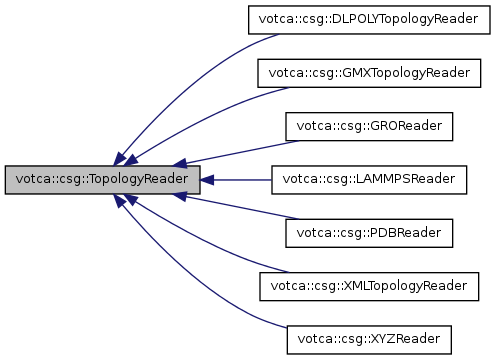 votca::csg::DLPOLYTopologyReader
votca::csg::GMXTopologyReader
votca::csg::GROReader
votca::csg::TopologyReader
votca::csg::LAMMPSReader
votca::csg::PDBReader
votca::csg::XMLTopologyReader
votca::csg::XYZReader